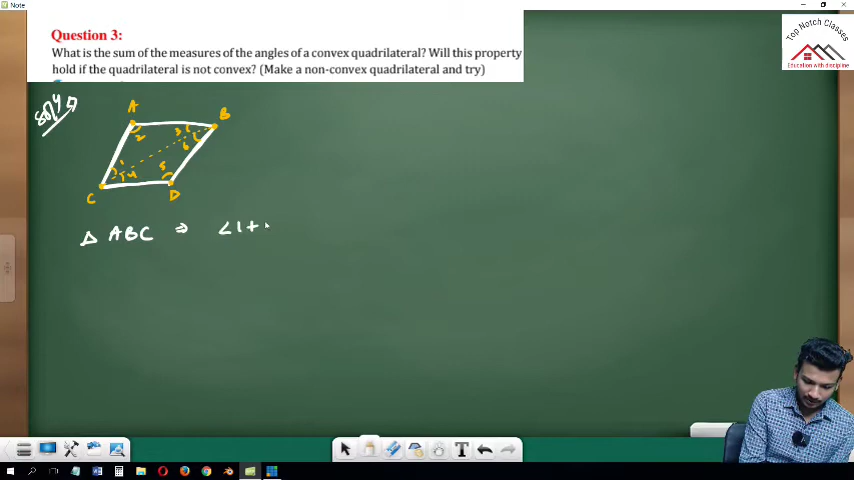 Note
Question 3:
What is the sum of the measures of the angles of a convex quadrilateral? Will this property
hold if the quadrilateral is not convex? (Make a non-convex quadrilateral and try)
Top Notch Classes
Education with discipline
Soln
A
B
2
3
6
1
5
4
C
D
Δ ABC ⇒ ∠1+